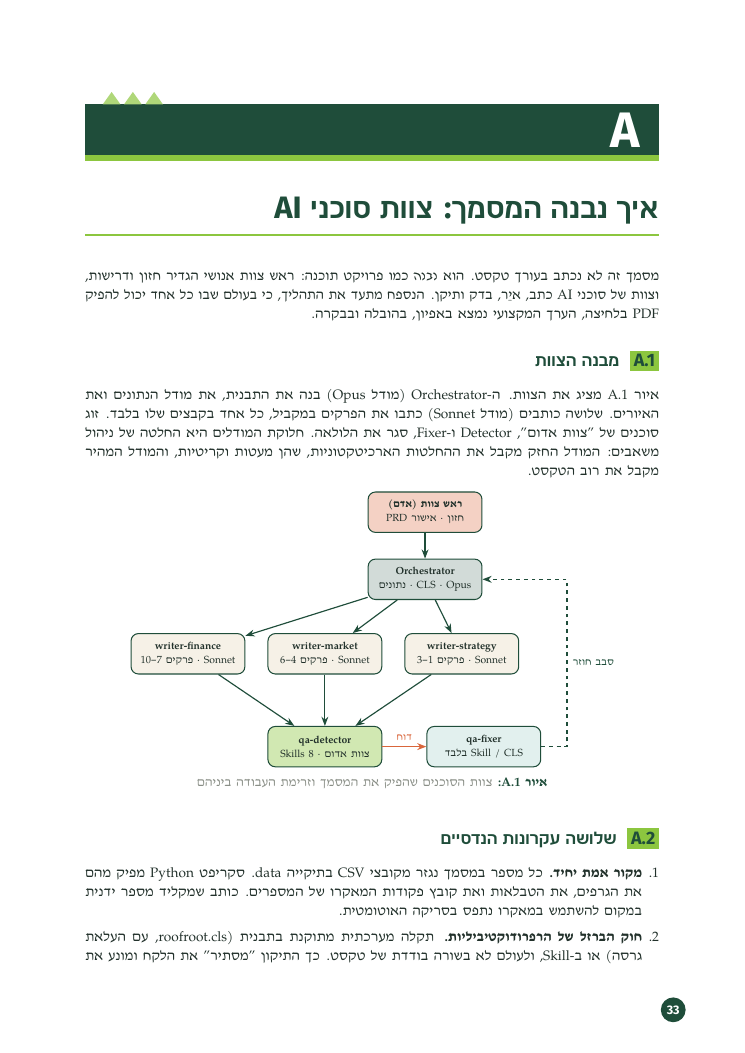 A
איך נבנה המסמך: צוות סוכני AI
מסמך זה לא נכתב בעורך טקסט. הוא נבנה כמו פרויקט תוכנה: ראש צוות אנושי הגדיר חזון ודרישות,
וצוות של סוכני AI כתב, אייַר, בדק ותיקן. הנספח מתעד את התהליך, כי בעולם שבו כל אחד יכול להפיק
PDF בלחיצה, הערך המקצועי נמצא באפיון, בהובלה ובבקרה.
A.1 מבנה הצוות
איור A.1 מציג את הצוות. ה-Orchestrator (מודל Opus) בנה את התבנית, את מודל הנתונים ואת
האיורים. שלושה כותבים (מודל Sonnet) כתבו את הפרקים במקביל, כל אחד בקבצים שלו בלבד. זוג
סוכנים של "צוות אדום", Detector ו-Fixer, סגר את הלולאה. חלוקת המודלים היא החלטה של ניהול
משאבים: המודל החזק מקבל את ההחלטות הארכיטקטוניות, שהן מעטות וקריטיות, והמודל המהיר
מקבל את רוב הטקסט.
ראש צוות (אדם)
חזון · אישור PRD
Orchestrator
נתונים · CLS · Opus
writer-finance
10–7 פרקים · Sonnet
writer-market
6–4 פרקים · Sonnet
writer-strategy
3–1 פרקים · Sonnet
סבב חוזר
qa-detector
Skills 8 · צוות אדום
דוח
qa-fixer
בלבד Skill / CLS
איור A.1: צוות הסוכנים שהפיק את המסמך וזרימת העבודה ביניהם
A.2 שלושה עקרונות הנדסיים
1. מקור אמת יחיד. כל מספר במסמך נגזר מקובצי CSV בתיקייה data. סקריפט Python מפיק מהם
את הגרפים, את הטבלאות ואת קובץ פקודות המאקרו של המספרים. כותב שמקליד מספר ידנית
במקום להשתמש במאקרו נתפס בסריקה האוטומטית.
2. חוק הברזל של הרפרודוקטיביליות. תקלה מערכתית מתוקנת בתבנית (roofroot.cls, עם העלאת
גרסה) או ב-Skill, ולעולם לא בשורה בודדת של טקסט. כך התיקון "מסתיר" את הלקח ומונע את
33